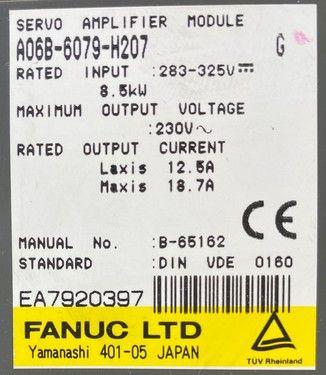 SERVO AMPLIFIER MODULE
A06B-6079-H207 G
RATED INPUT :283-325V⎓
8.5kW
MAXIMUM OUTPUT VOLTAGE
:230V～
RATED OUTPUT CURRENT
Laxis 12.5A
Maxis 18.7A
CE
MANUAL No. :B-65162
STANDARD :DIN VDE 0160
EA7920397
FANUC LTD
Yamanashi 401-05 JAPAN
TÜV Rheinland